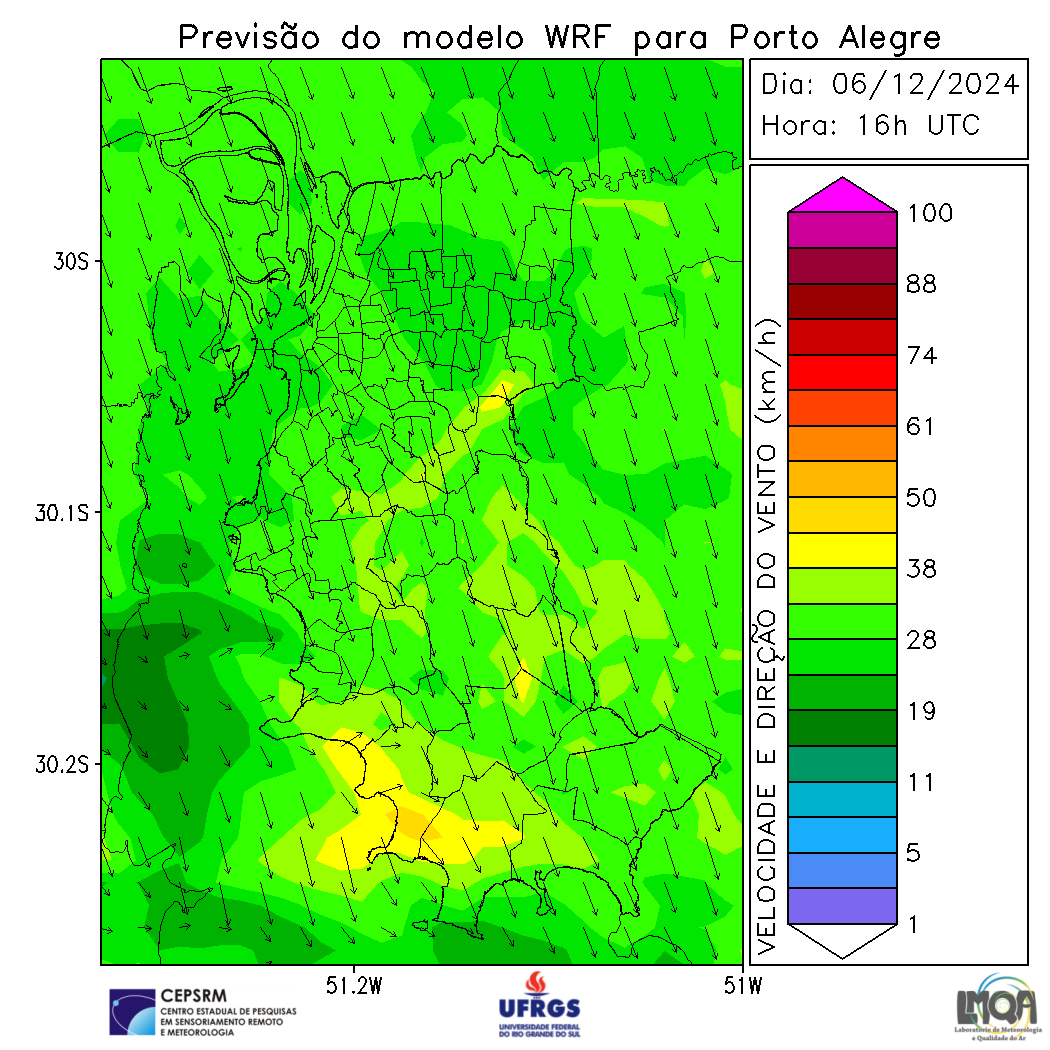 Previsão do modelo WRF para Porto Alegre
Dia: 06/12/2024
Hora: 16h UTC
30S
30.1S
30.2S
51.2W
51W
VELOCIDADE E DIREÇÃO DO VENTO (km/h)
100
88
74
61
50
38
28
19
11
5
1
CEPSRM
CENTRO ESTADUAL DE PESQUISAS
EM SENSORIAMENTO REMOTO
E METEOROLOGIA
UFRGS
UNIVERSIDADE FEDERAL
DO RIO GRANDE DO SUL
LMQA
Laboratório de Meteorologia
e Qualidade do Ar